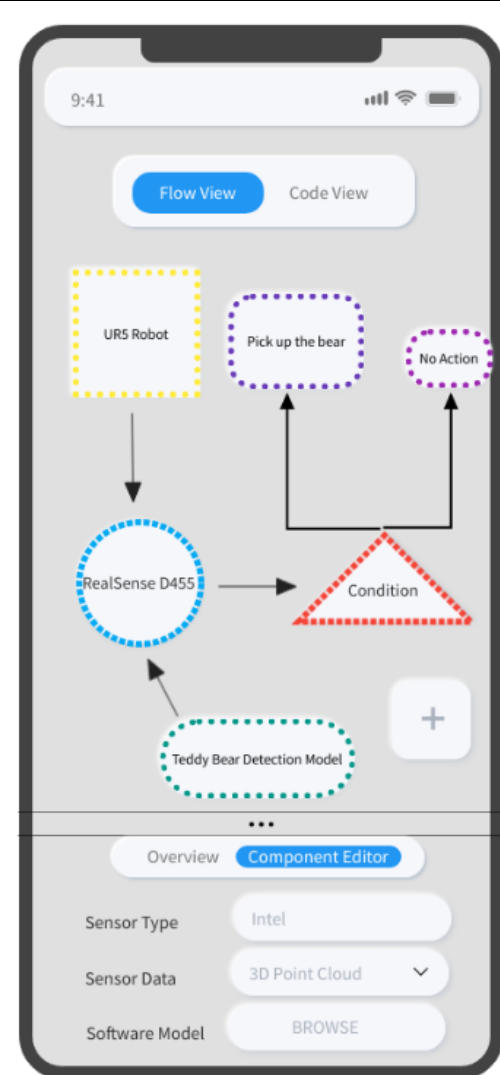 9:41
Flow View
Code View
UR5 Robot
Pick up the bear
No Action
RealSense D455
Condition
Teddy Bear Detection Model
Overview
Component Editor
Sensor Type
Intel
Sensor Data
3D Point Cloud
Software Model
BROWSE